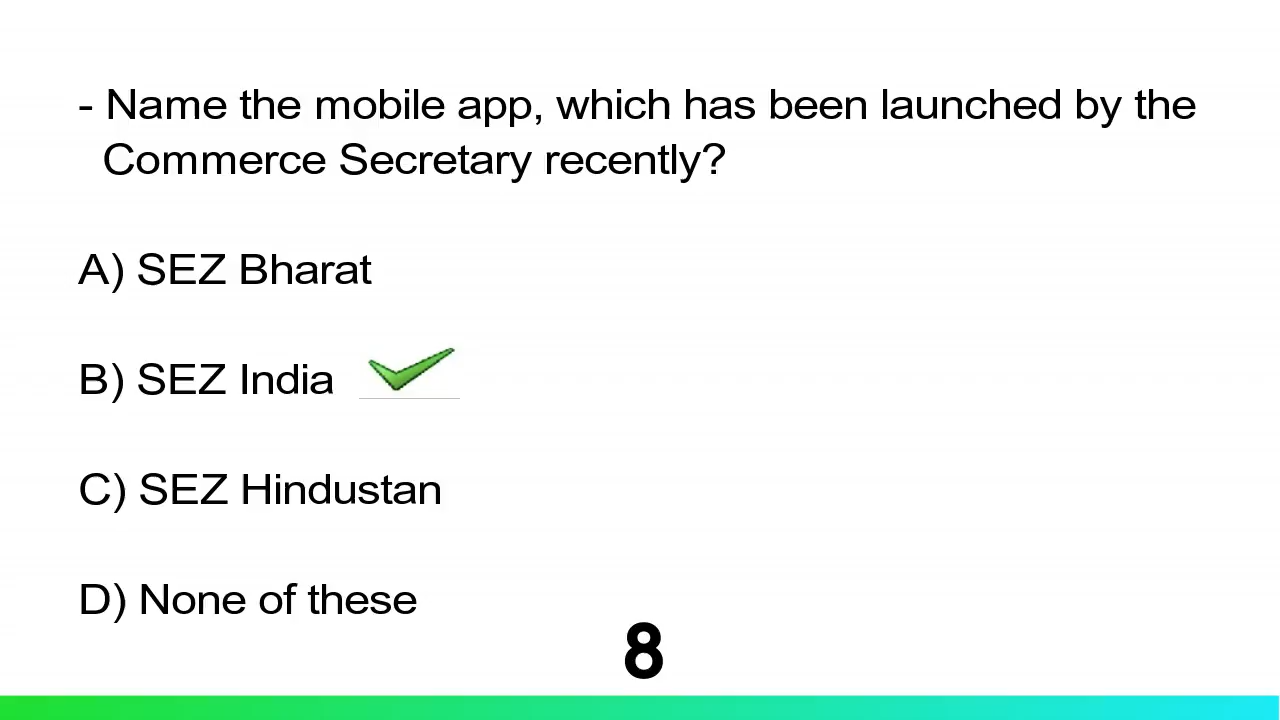 - Name the mobile app, which has been launched by the
Commerce Secretary recently?
A) SEZ Bharat
B) SEZ India
C) SEZ Hindustan
D) None of these
8